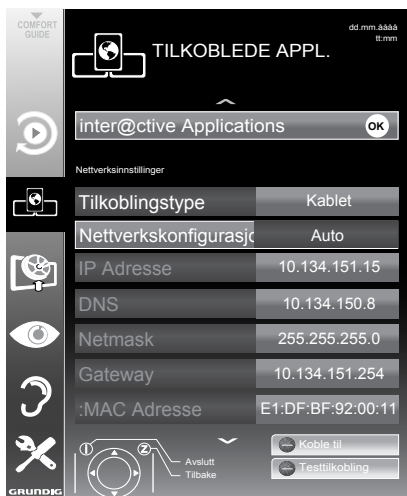 COMFORT
GUIDE
dd.mm.åååå
tt:mm
TILKOBLEDE APPL.
inter@ctive Applications OK
Nettverksinnstillinger
Tilkoblingstype Kablet
Nettverkskonfigurasjo Auto
IP Adresse 10.134.151.15
DNS 10.134.150.8
Netmask 255.255.255.0
Gateway 10.134.151.254
:MAC Adresse E1:DF:BF:92:00:11
1 2
Avslutt
Tilbake
Koble til
Testtilkobling
GRUNDIG